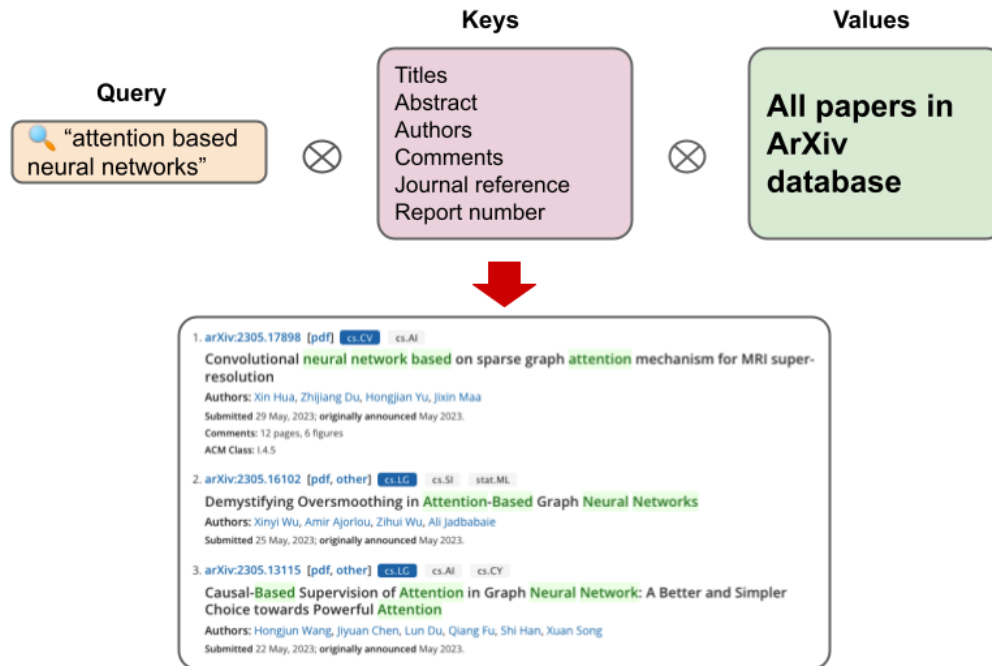 Keys
Values
Query
🔍 “attention based
neural networks”
Titles
Abstract
Authors
Comments
Journal reference
Report number
All papers in
ArXiv
database
1. arXiv:2305.17898 [pdf] cs.CV cs.AI
Convolutional neural network based on sparse graph attention mechanism for MRI super-
resolution
Authors: Xin Hua, Zhijiang Du, Hongjian Yu, Jixin Maa
Submitted 29 May, 2023; originally announced May 2023.
Comments: 12 pages, 6 figures
ACM Class: I.4.5
2. arXiv:2305.16102 [pdf, other] cs.LG cs.SI stat.ML
Demystifying Oversmoothing in Attention-Based Graph Neural Networks
Authors: Xinyi Wu, Amir Ajorlou, Zihui Wu, Ali Jadbabaie
Submitted 25 May, 2023; originally announced May 2023.
3. arXiv:2305.13115 [pdf, other] cs.LG cs.AI cs.CY
Causal-Based Supervision of Attention in Graph Neural Network: A Better and Simpler
Choice towards Powerful Attention
Authors: Hongjun Wang, Jiyuan Chen, Lun Du, Qiang Fu, Shi Han, Xuan Song
Submitted 22 May, 2023; originally announced May 2023.